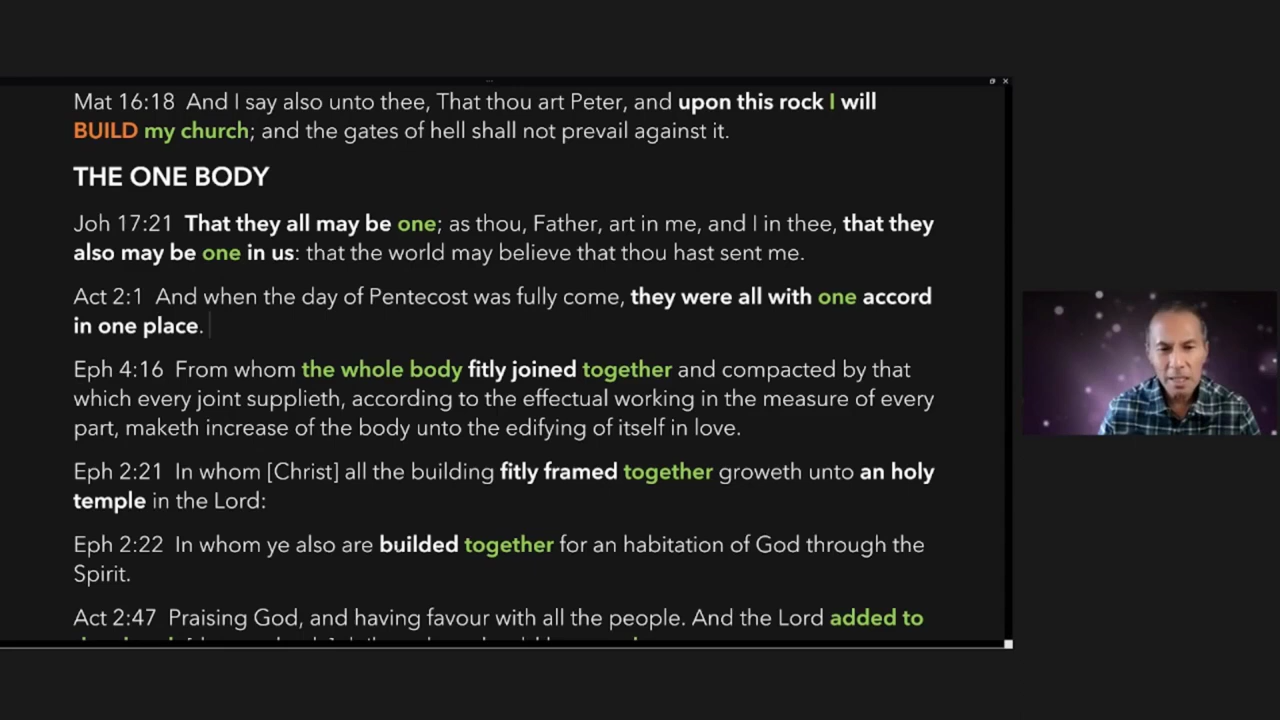 Mat 16:18 And I say also unto thee, That thou art Peter, and upon this rock I will
BUILD my church; and the gates of hell shall not prevail against it.
THE ONE BODY
Joh 17:21 That they all may be one; as thou, Father, art in me, and I in thee, that they
also may be one in us: that the world may believe that thou hast sent me.
Act 2:1 And when the day of Pentecost was fully come, they were all with one accord
in one place.
Eph 4:16 From whom the whole body fitly joined together and compacted by that
which every joint supplieth, according to the effectual working in the measure of every
part, maketh increase of the body unto the edifying of itself in love.
Eph 2:21 In whom [Christ] all the building fitly framed together groweth unto an holy
temple in the Lord:
Eph 2:22 In whom ye also are builded together for an habitation of God through the
Spirit.
Act 2:47 Praising God, and having favour with all the people. And the Lord added to